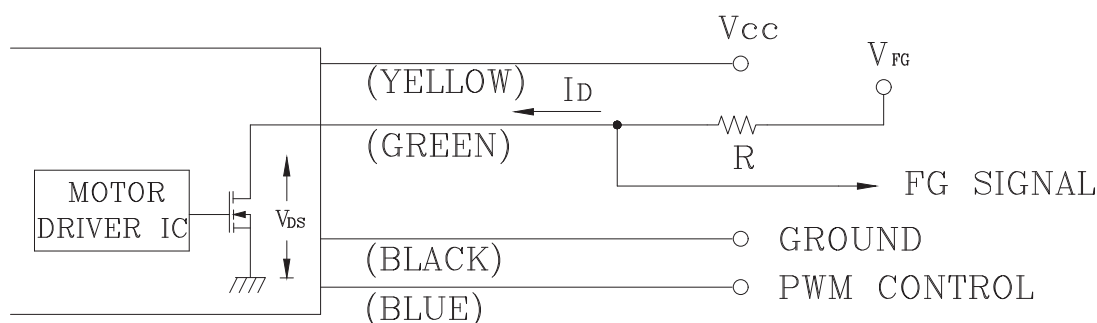 Vcc
VFG
(YELLOW)
ID
(GREEN)
R
FG SIGNAL
MOTOR
DRIVER IC
VDS
GROUND
(BLACK)
PWM CONTROL
(BLUE)